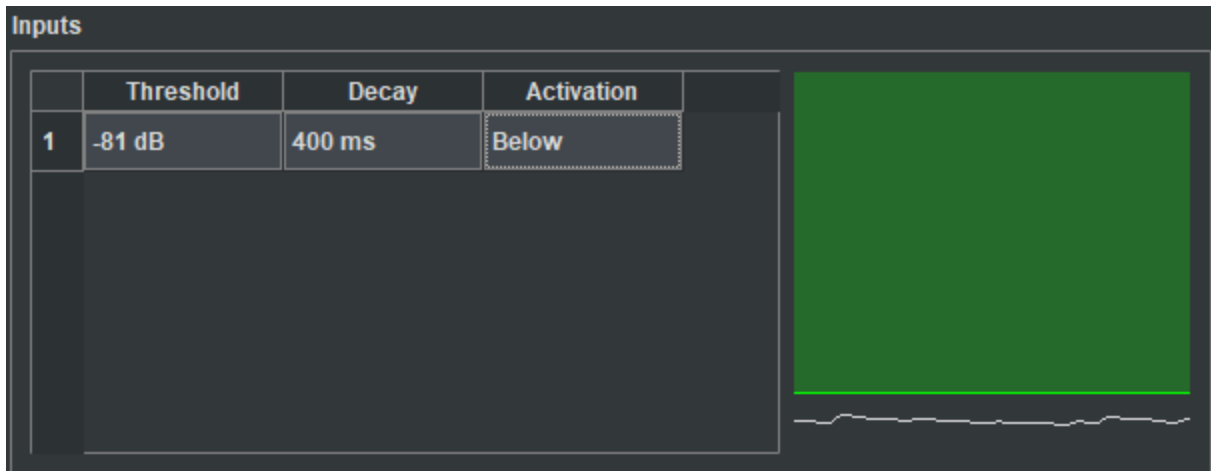 Inputs
Threshold Decay Activation
1 -81 dB 400 ms Below